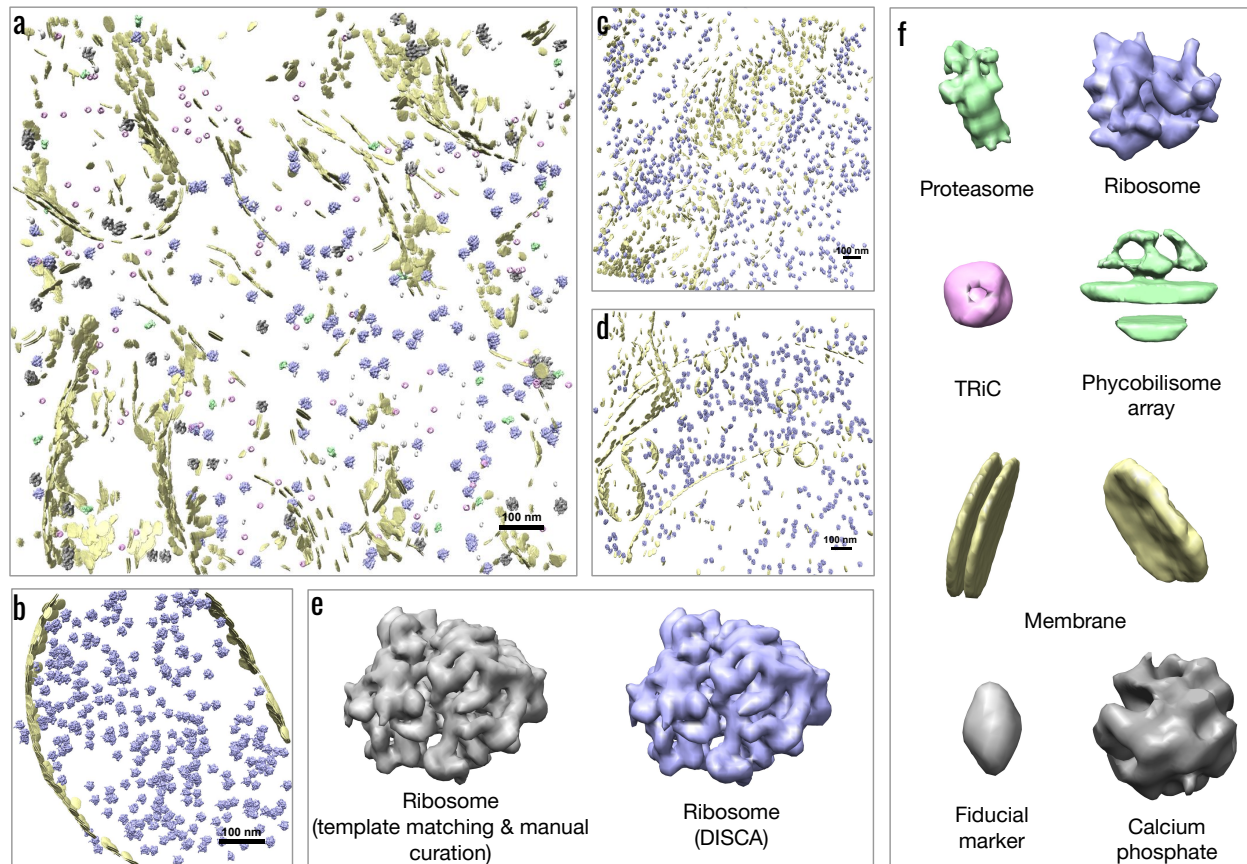 a
100 nm
b
100 nm
c
100 nm
d
100 nm
e
Ribosome
(template matching & manual
curation)
Ribosome
(DISCA)
f
Proteasome
Ribosome
TRiC
Phycobilisome
array
Membrane
Fiducial
marker
Calcium
phosphate